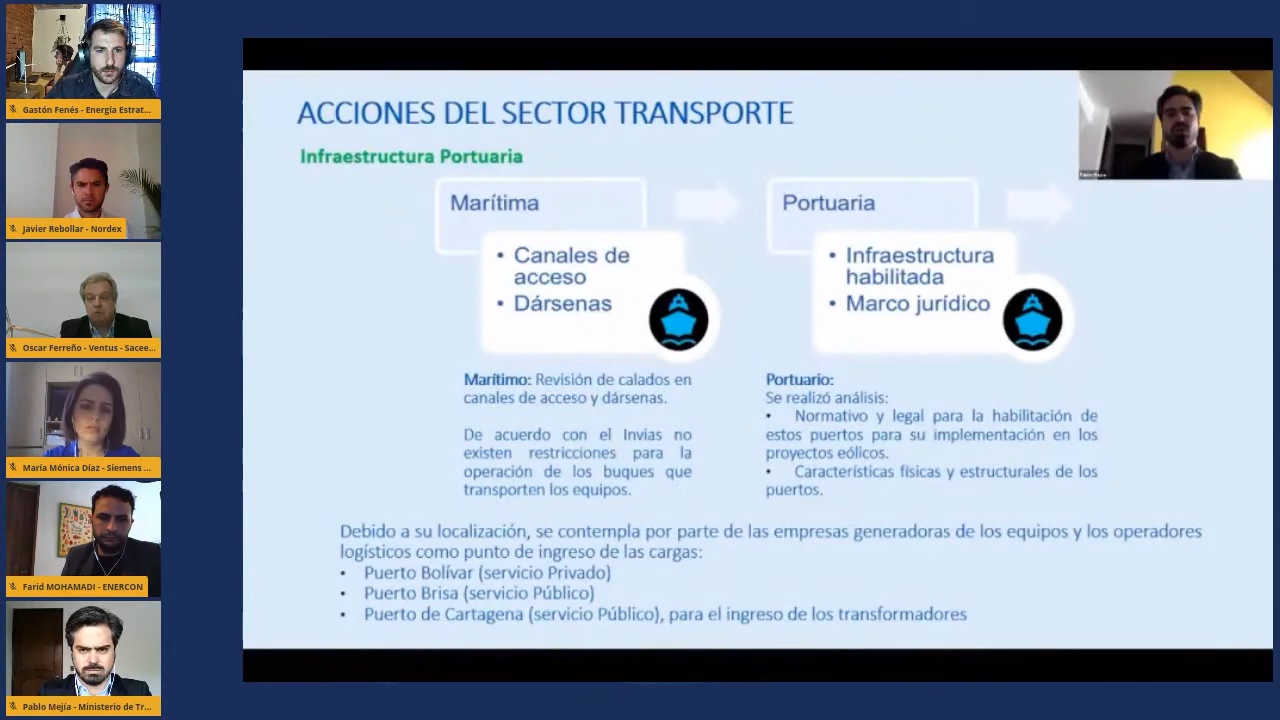 Gastón Fenés - Energía Estrat...
Javier Rebollar - Nordex
Oscar Ferreño - Ventus - Sacee...
María Mónica Díaz - Siemens ...
Farid MOHAMADI - ENERCON
Pablo Mejía - Ministerio de Tr...
ACCIONES DEL SECTOR TRANSPORTE
Infraestructura Portuaria
Marítima
• Canales de
acceso
• Dársenas
Portuaria
• Infraestructura
habilitada
• Marco jurídico
Pablo Mejía
Marítimo: Revisión de calados en
canales de acceso y dársenas.
De acuerdo con el Invias no
existen restricciones para la
operación de los buques que
transporten los equipos.
Portuario:
Se realizó análisis:
• Normativo y legal para la habilitación de
estos puertos para su implementación en los
proyectos eólicos.
• Características físicas y estructurales de los
puertos.
Debido a su localización, se contempla por parte de las empresas generadoras de los equipos y los operadores
logísticos como punto de ingreso de las cargas:
• Puerto Bolívar (servicio Privado)
• Puerto Brisa (servicio Público)
• Puerto de Cartagena (servicio Público), para el ingreso de los transformadores